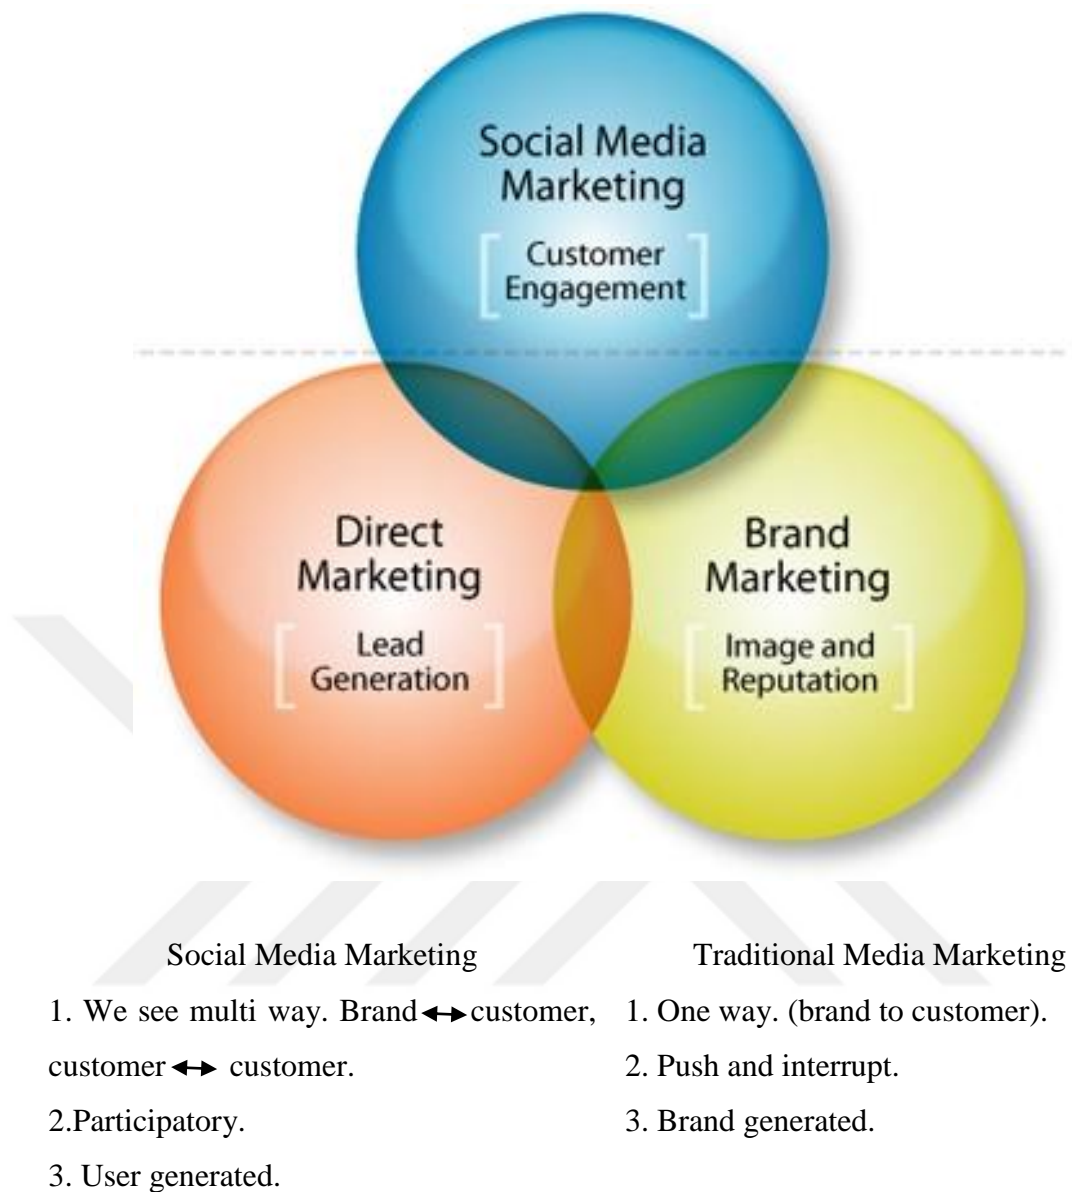 Social Media
Marketing
Customer
Engagement
Direct
Marketing
Lead
Generation
Brand
Marketing
Image and
Reputation
Social Media Marketing
1. We see multi way. Brand↔customer,
customer↔ customer.
2.Participatory.
3. User generated.
Traditional Media Marketing
1. One way. (brand to customer).
2. Push and interrupt.
3. Brand generated.